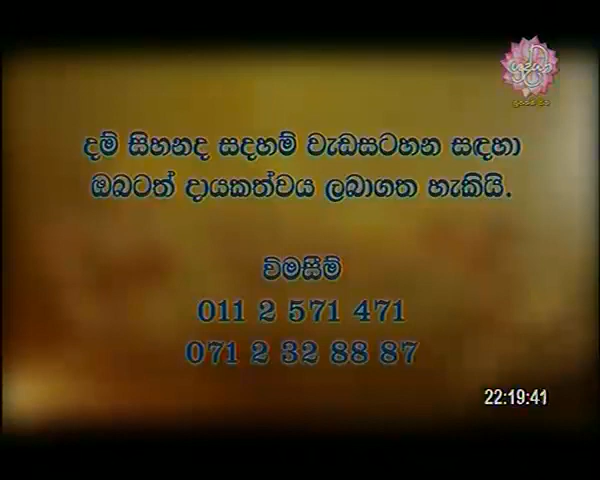 ශ්‍රද්ධා
දම් සිහනද සදහම් වැඩසටහන සඳහා
ඔබටත් දායකත්වය ලබාගත හැකියි.
විමසීම්
011 2 571 471
071 2 32 88 87
22:19:41